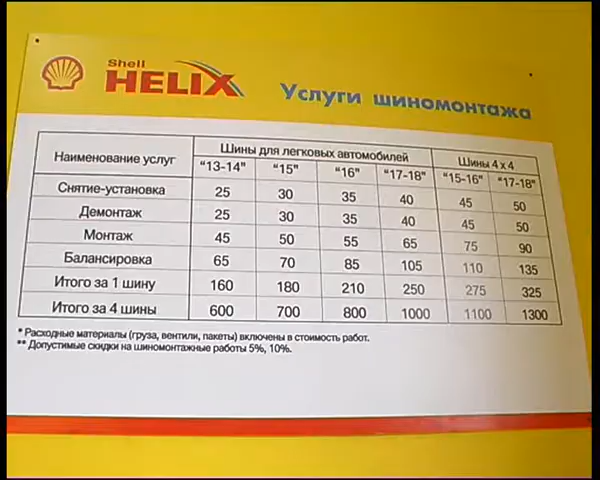 Shell
HELIX
Услуги шиномонтажа
Наименование услуг Шины для легковых автомобилей Шины 4 х 4
"13-14" "15" "16" "17-18" "15-16" "17-18"
Снятие-установка 25 30 35 40 45 50
Демонтаж 25 30 35 40 45 50
Монтаж 45 50 55 65 75 90
Балансировка 65 70 85 105 110 135
Итого за 1 шину 160 180 210 250 275 325
Итого за 4 шины 600 700 800 1000 1100 1300
* Расходные материалы (груза, вентили, пакеты) включены в стоимость работ.
** Допустимые скидки на шиномонтажные работы 5%, 10%.